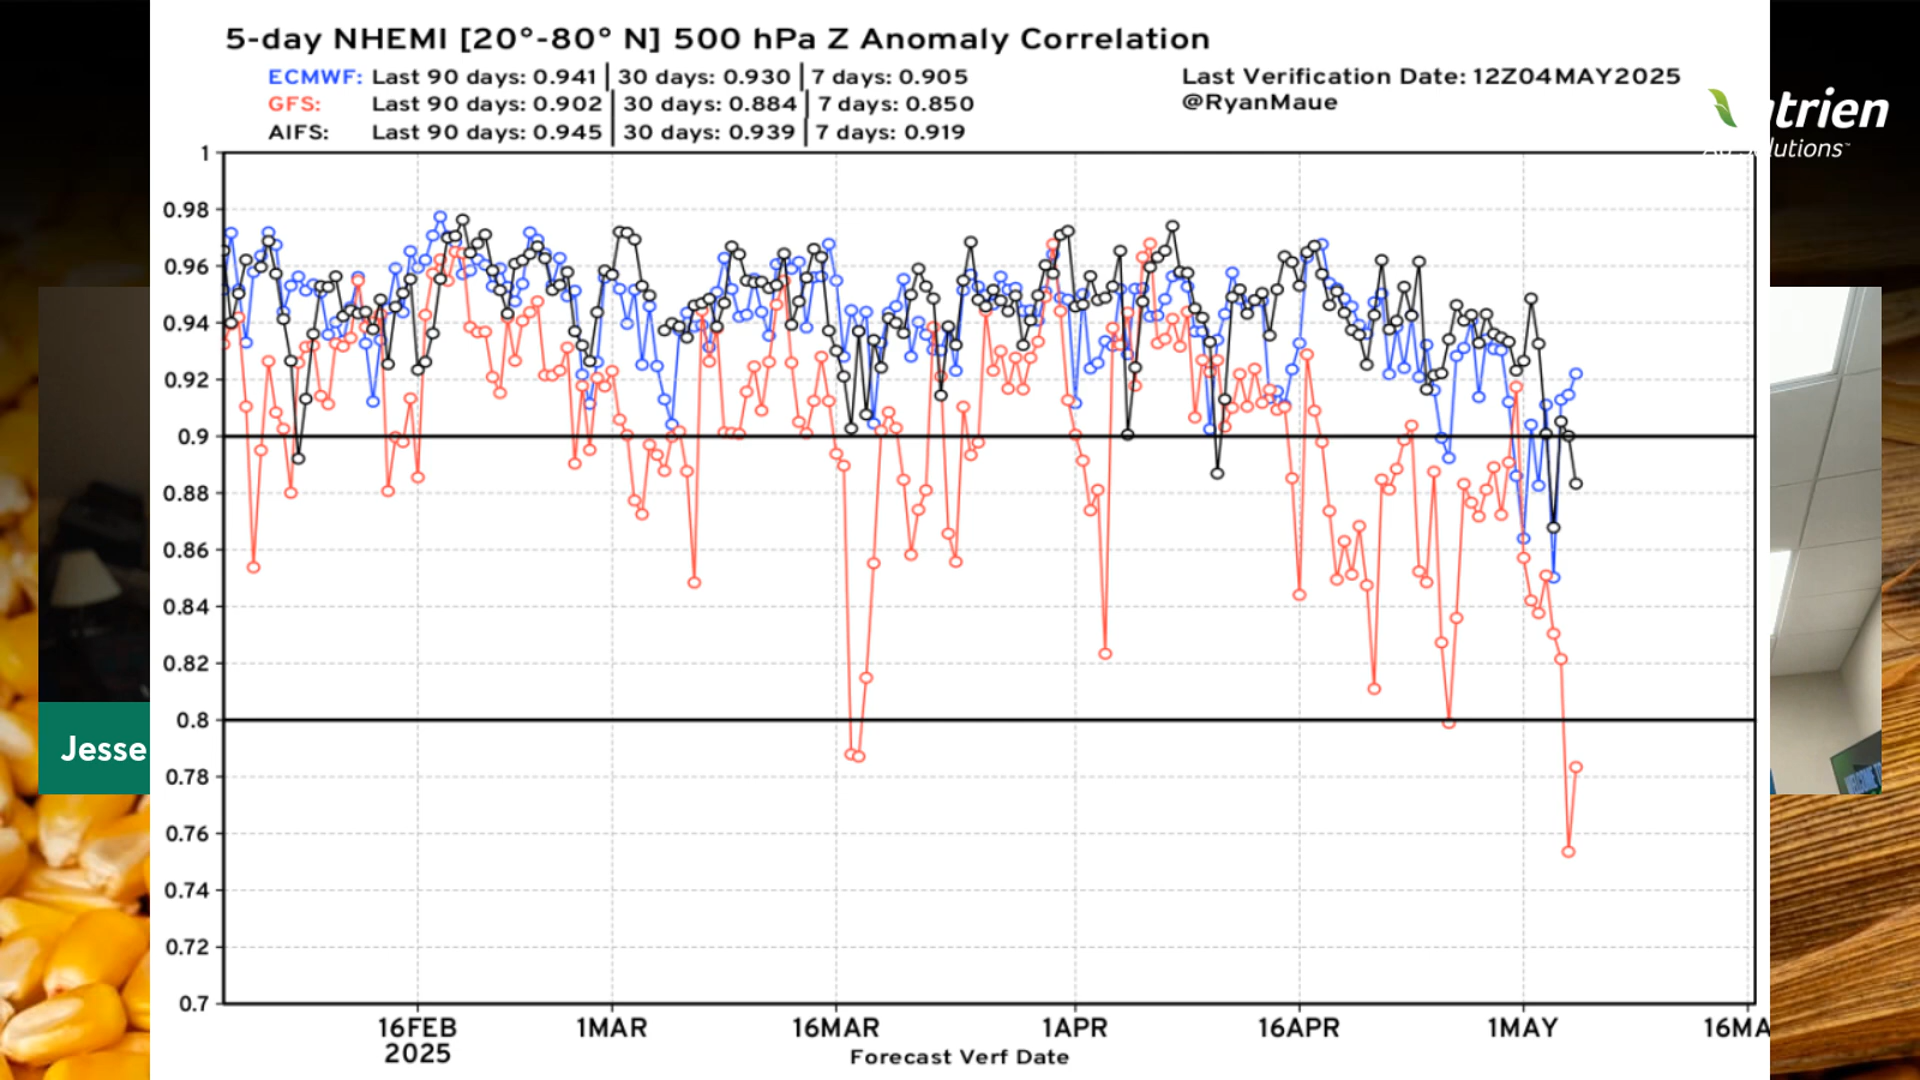 5-day NHEMI [20°-80° N] 500 hPa Z Anomaly Correlation
ECMWF: Last 90 days: 0.941 | 30 days: 0.930 | 7 days: 0.905
GFS: Last 90 days: 0.902 | 30 days: 0.884 | 7 days: 0.850
AIFS: Last 90 days: 0.945 | 30 days: 0.939 | 7 days: 0.919
Last Verification Date: 12Z04MAY2025
@RyanMaue
trien
lutions™
1
0.98
0.96
0.94
0.92
0.9
0.88
0.86
0.84
0.82
0.8
0.78
0.76
0.74
0.72
0.7
16FEB
2025
1MAR
16MAR
1APR
16APR
1MAY
16MA
Forecast Verf Date
Jesse